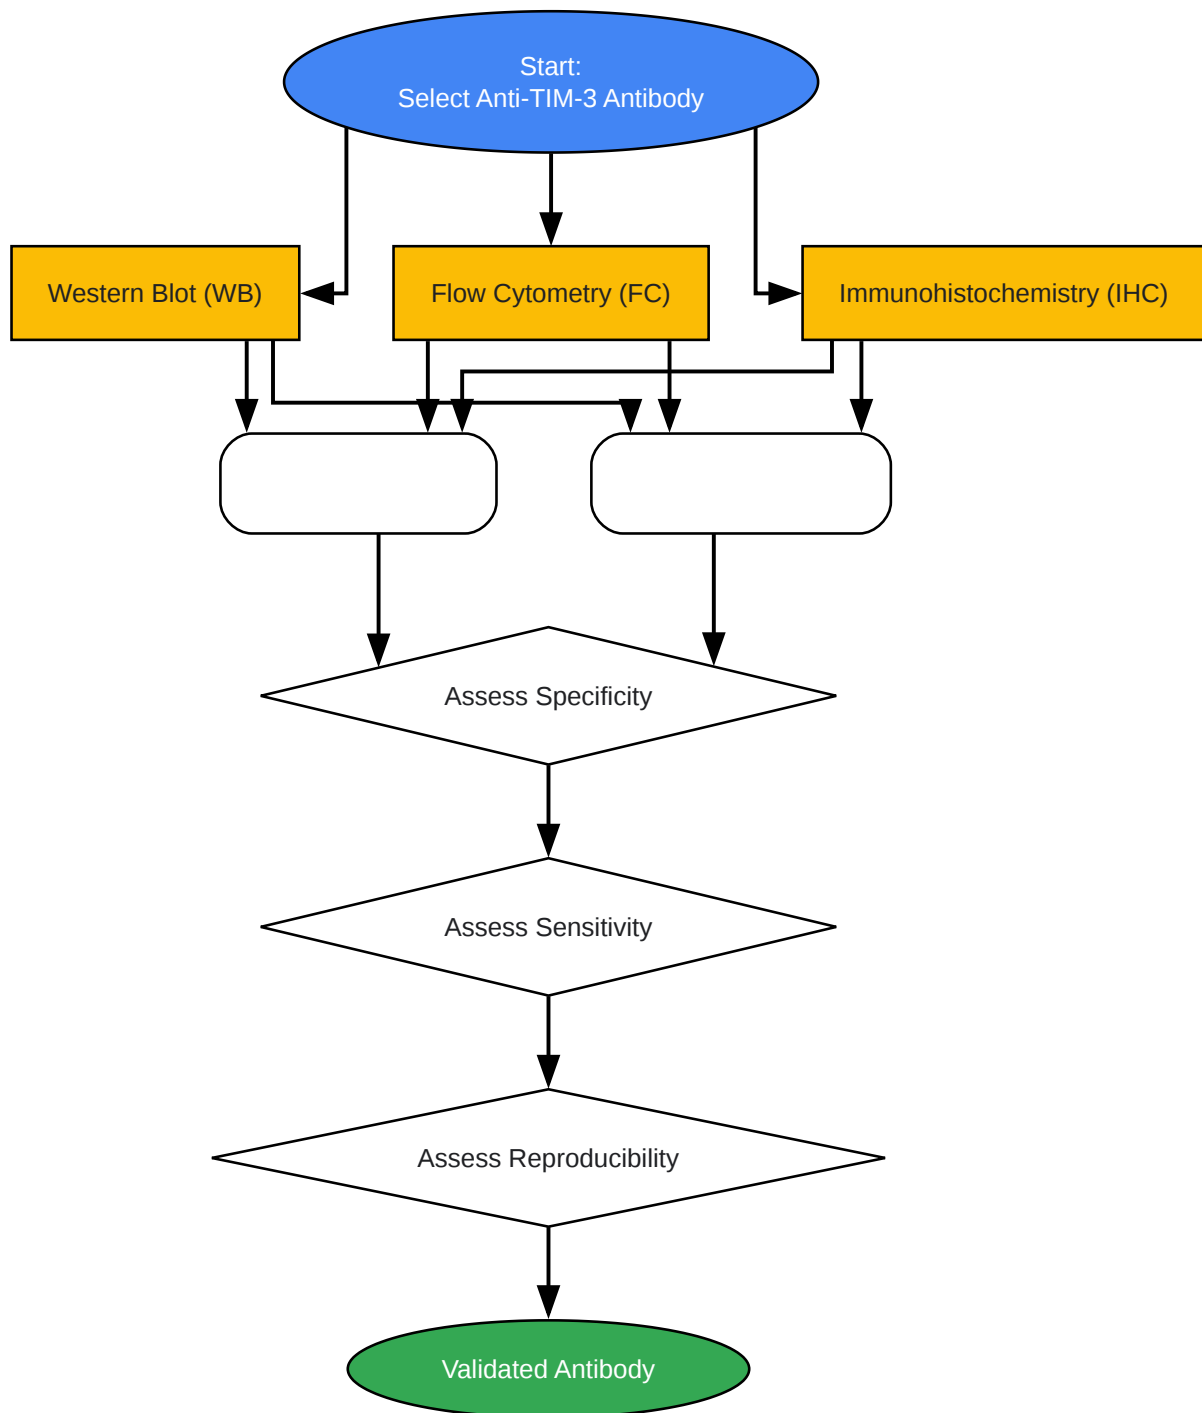 Start:
Select Anti-TIM-3 Antibody
Western Blot (WB)
Flow Cytometry (FC)
Immunohistochemistry (IHC)
Assess Specificity
Assess Sensitivity
Assess Reproducibility
Validated Antibody